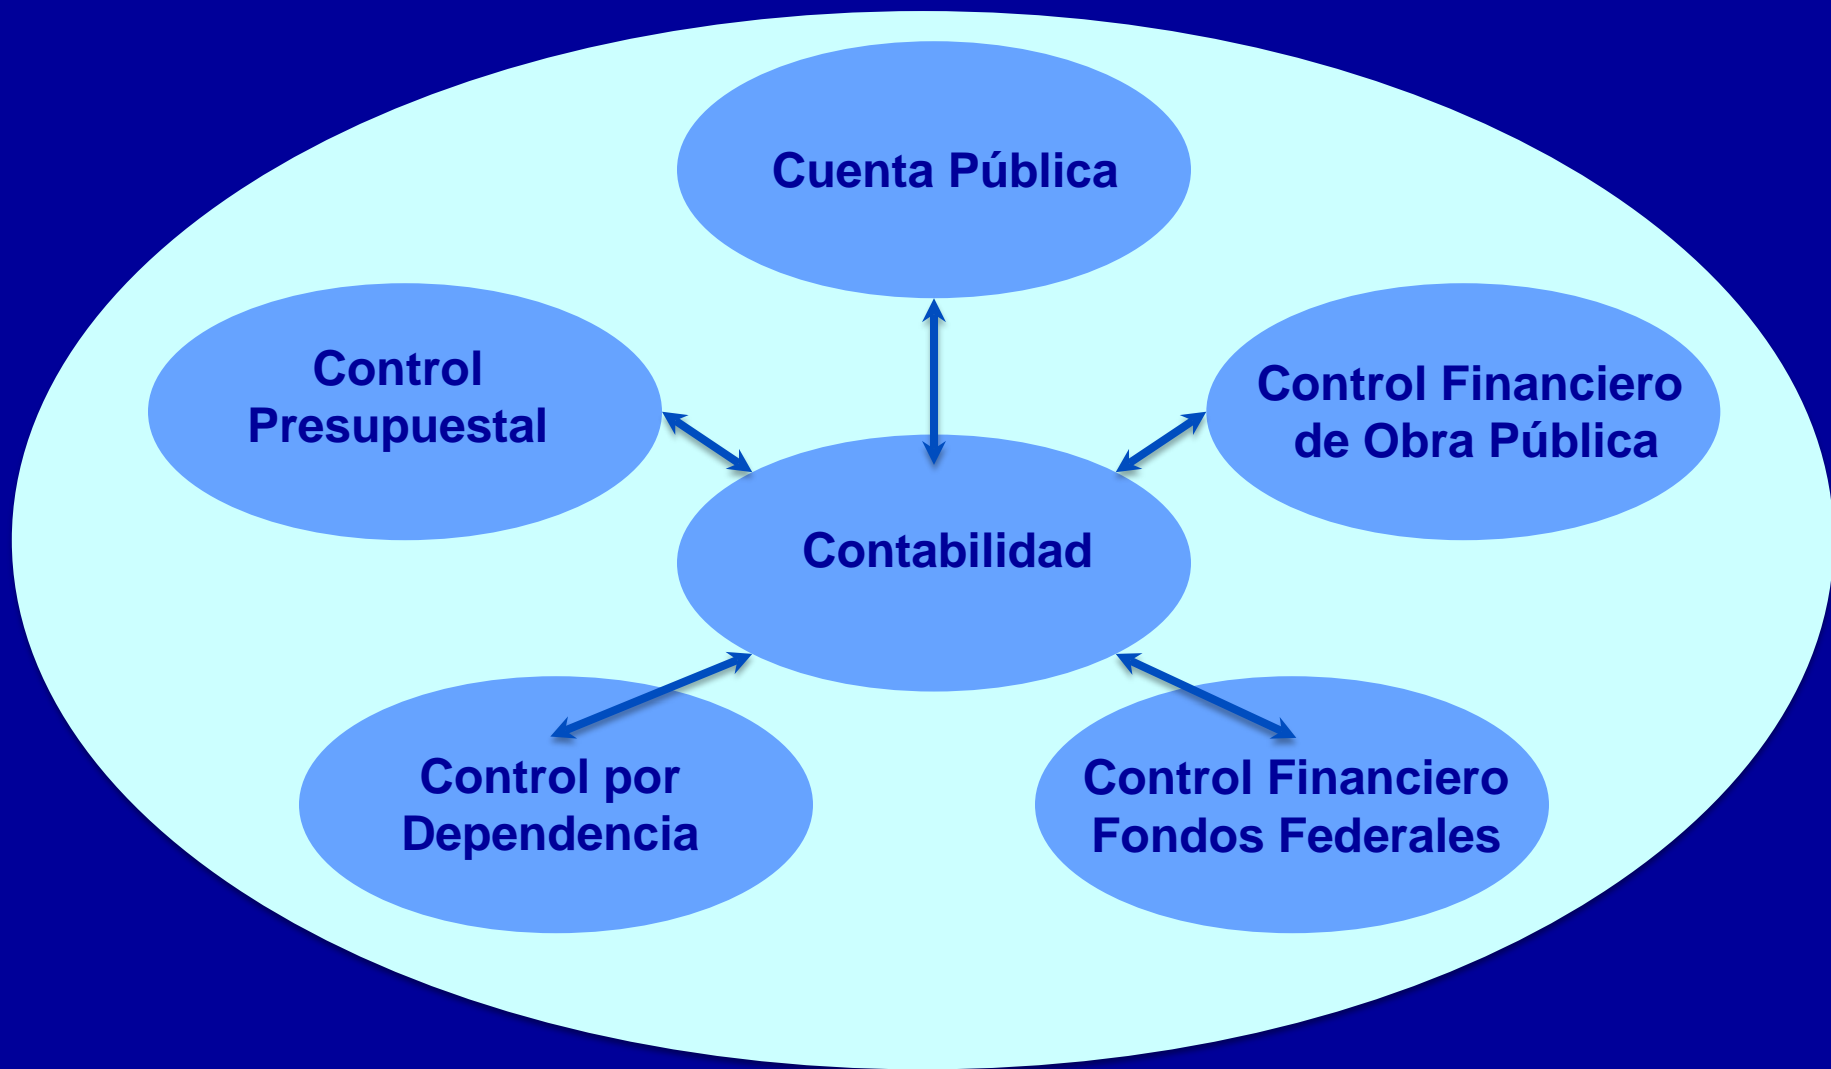 Cuenta Pública
Control
Presupuestal
Control Financiero
de Obra Pública
Contabilidad
Control por
Dependencia
Control Financiero
Fondos Federales